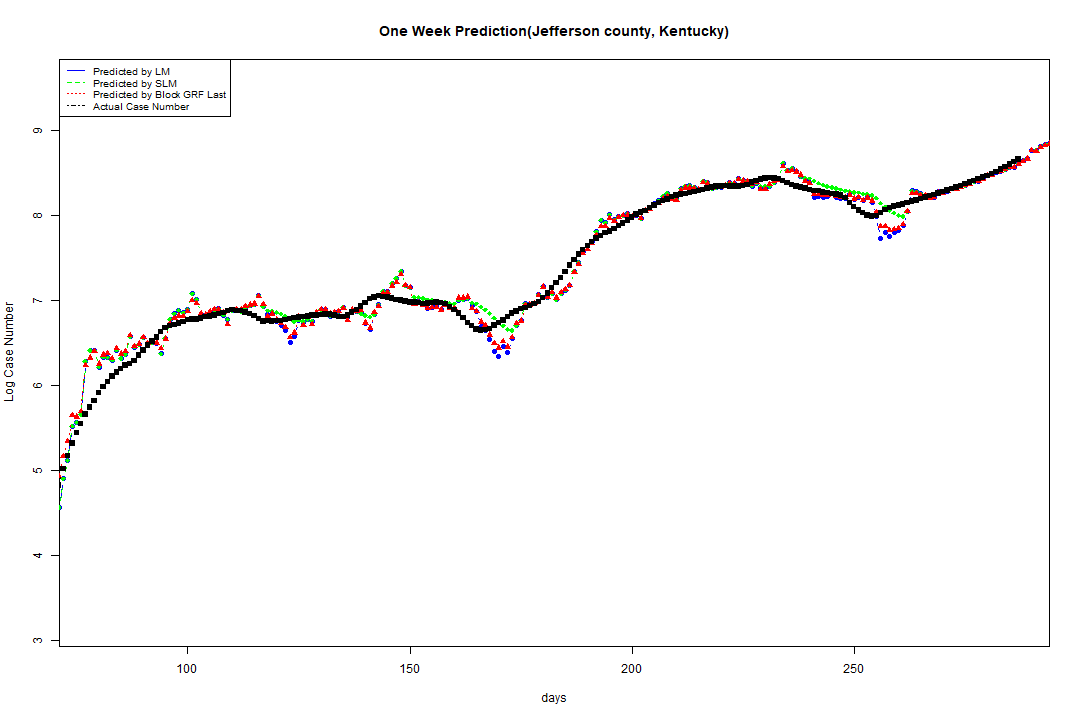 One Week Prediction(Jefferson county, Kentucky)
Predicted by LM
Predicted by SLM
Predicted by Block GRF Last
Actual Case Number
9
8
7
6
5
4
3
Log Case Number
100 150 200 250
days